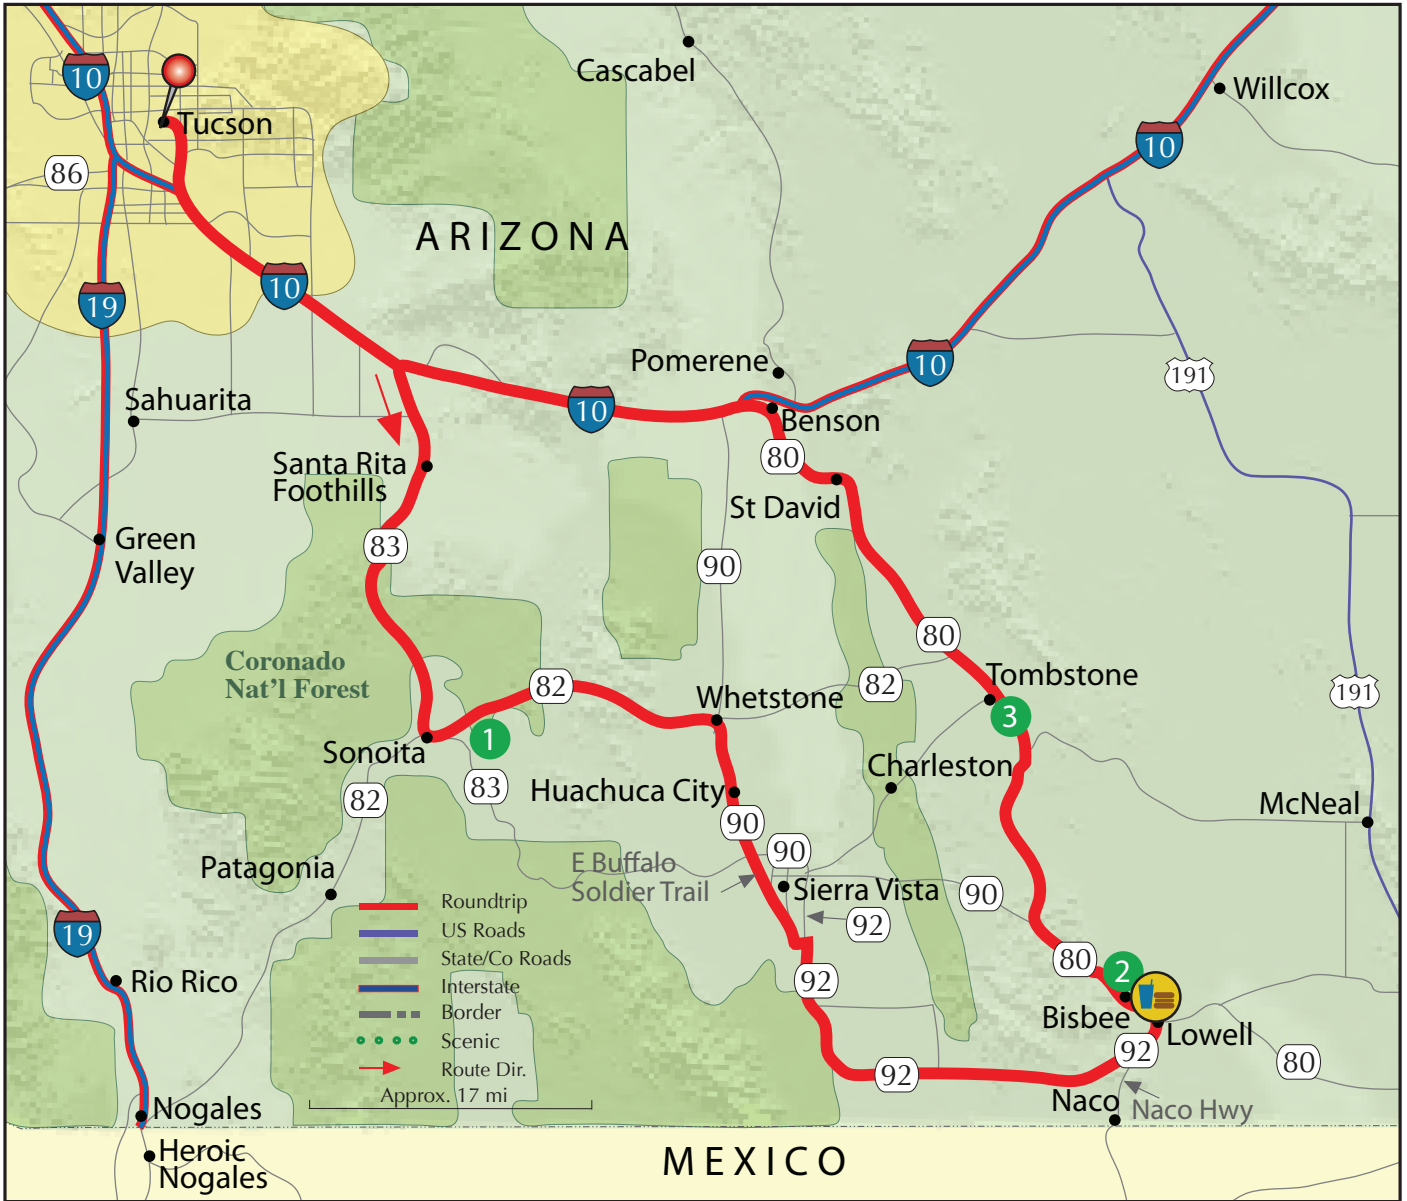 Cascabel
Willcox
10
Tucson
10
86
ARIZONA
10
19
Pomerene
10
191
Sahuarita
10
Benson
80
Santa Rita
Foothills
St David
83
90
Green
Valley
80
Coronado
Nat'l Forest
82
82
Tombstone
191
Whetstone
3
1
Sonoita
83
Huachuca City
Charleston
82
90
McNeal
90
E Buffalo
Soldier Trail
Patagonia
Sierra Vista
90
92
19
80
2
Rio Rico
92
Bisbee
Lowell
Roundtrip
US Roads
State/Co Roads
Interstate
Border
Scenic
Route Dir.
Approx. 17 mi
92
92
80
Naco
Naco Hwy
Nogales
Heroic
Nogales
MEXICO